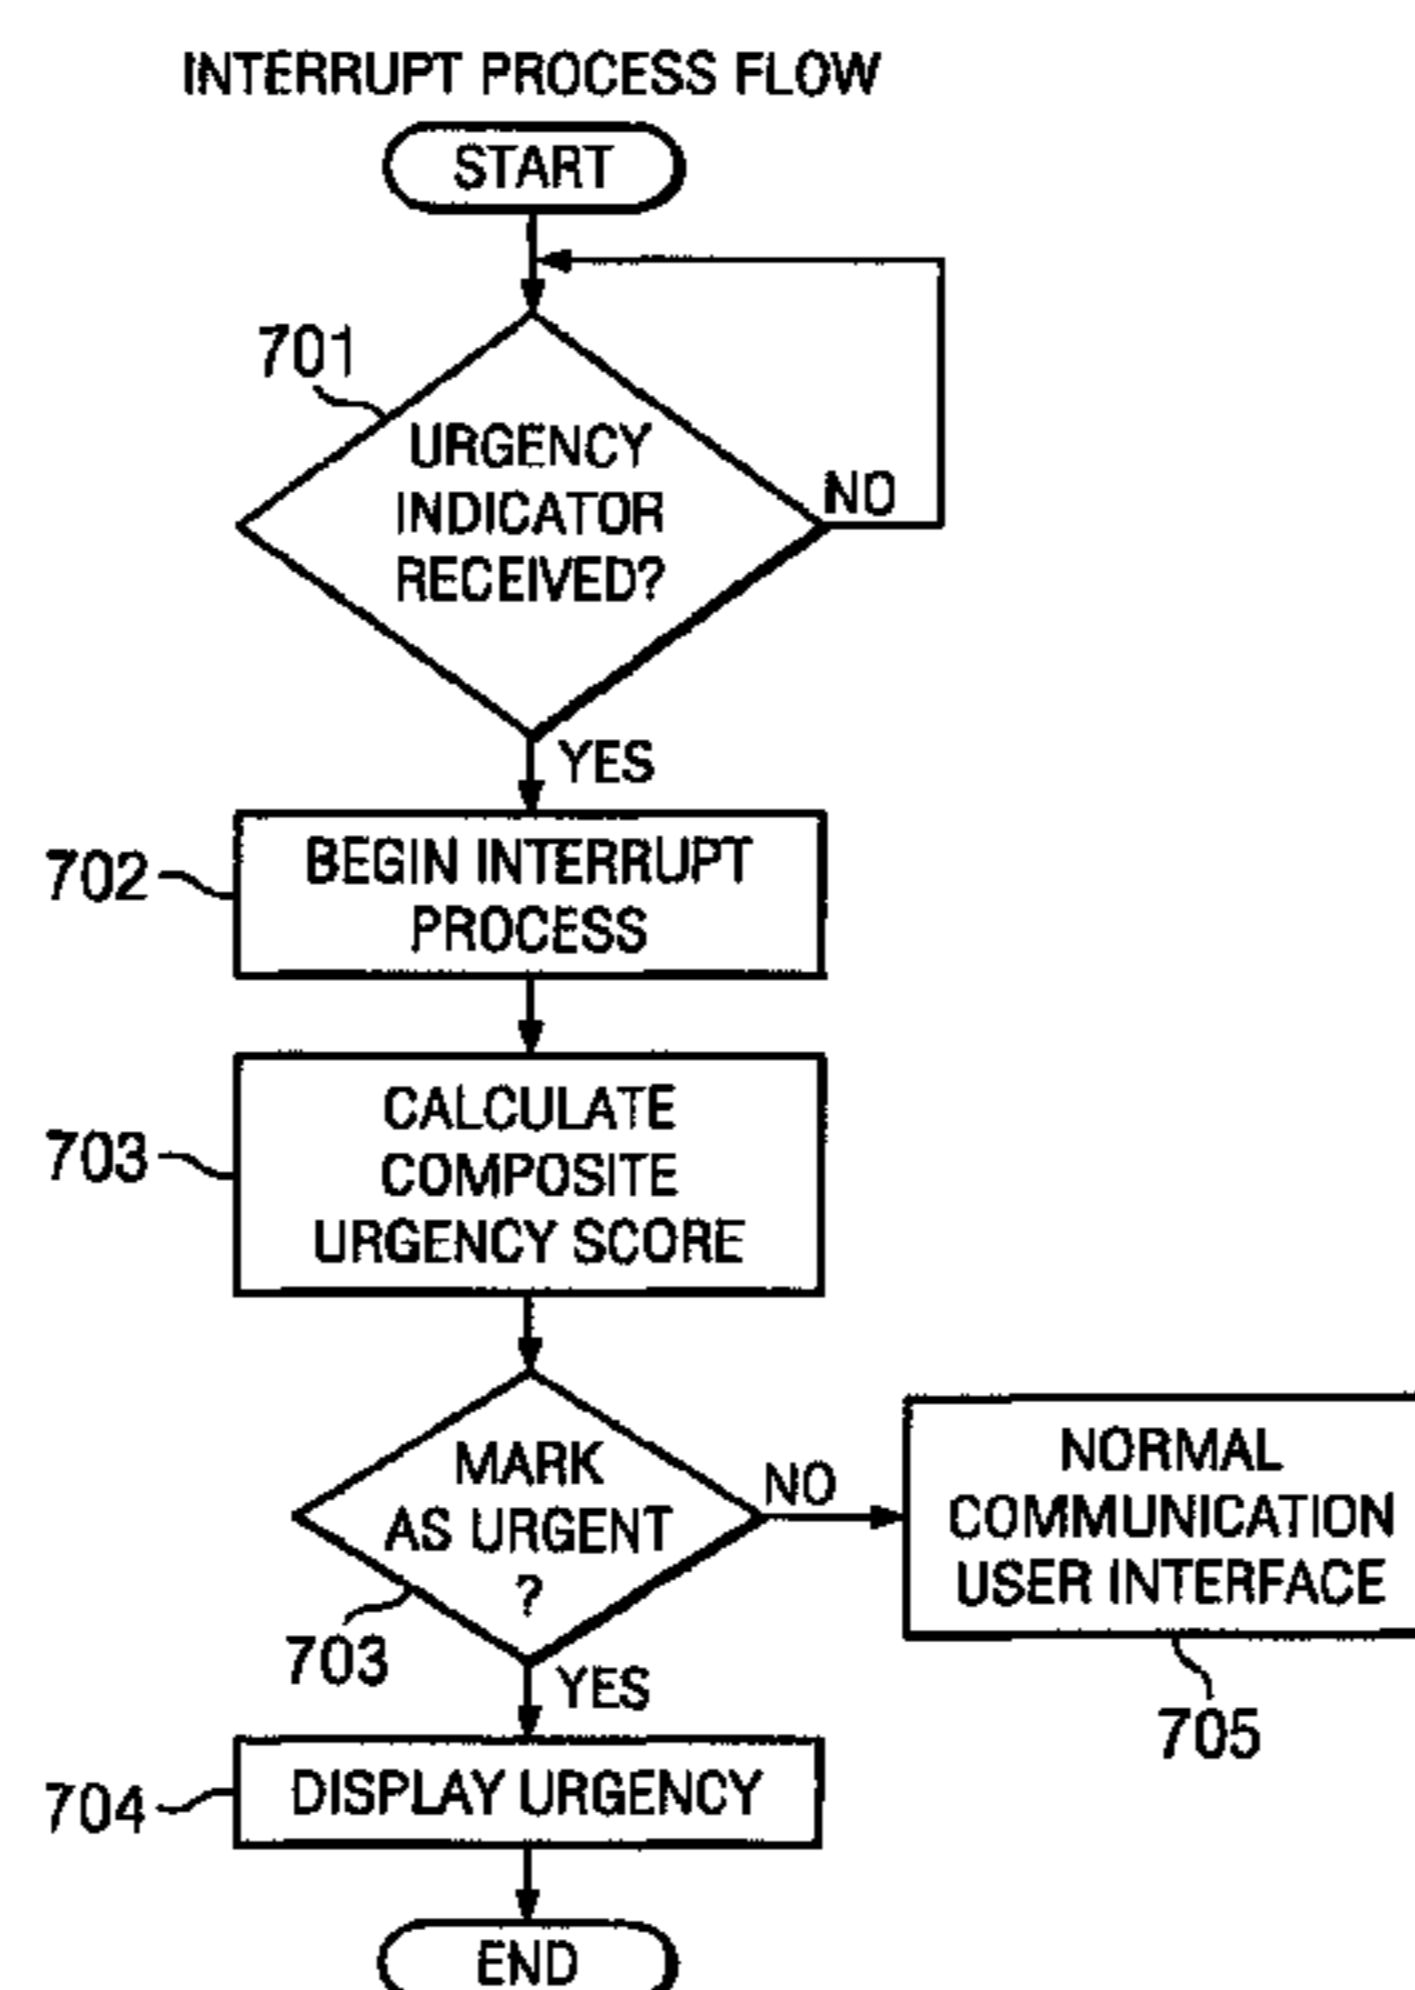 INTERRUPT PROCESS FLOW
START
701
URGENCY
INDICATOR
RECEIVED?
NO
YES
702
BEGIN INTERRUPT
PROCESS
703
CALCULATE
COMPOSITE
URGENCY SCORE
MARK
AS URGENT
?
NO
703
YES
NORMAL
COMMUNICATION
USER INTERFACE
705
704
DISPLAY URGENCY
END